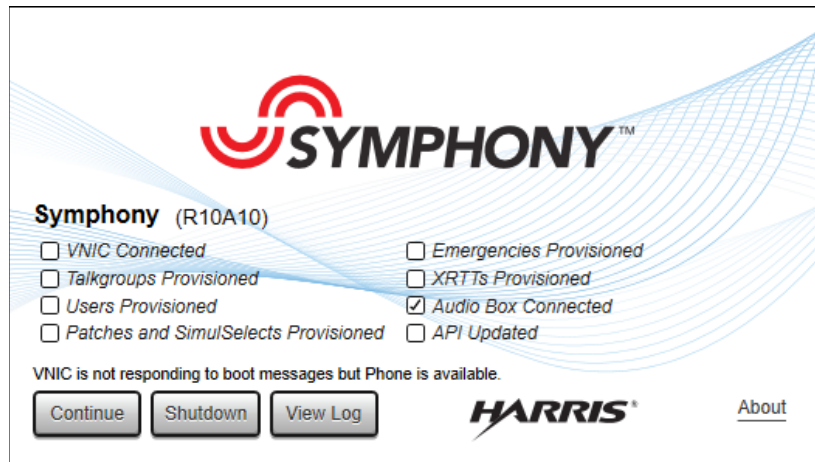 SYMPHONY™
Symphony (R10A10)
VNIC Connected
Talkgroups Provisioned
Users Provisioned
Patches and SimulSelects Provisioned
Emergencies Provisioned
XRTTs Provisioned
Audio Box Connected
API Updated
VNIC is not responding to boot messages but Phone is available.
Continue Shutdown View Log HARRIS® About